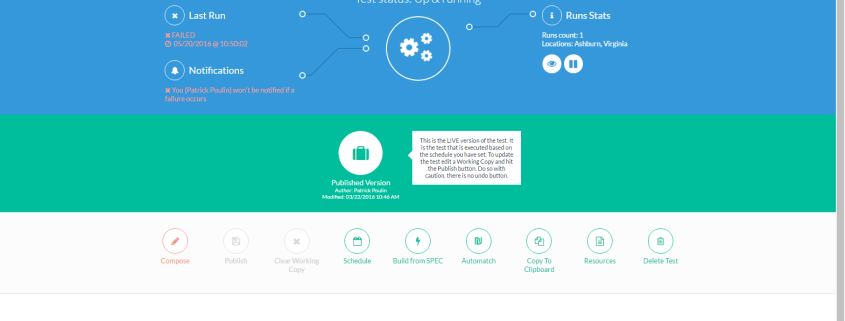 Test status: Up & running
Last Run
FAILED
05/20/2016 @ 10:50:02
Notifications
You (Patrick Poulin) won't be notified if a
failure occurs
Runs Stats
Runs count: 1
Locations: Ashburn, Virginia
Published Version
Author: Patrick Poulin
Modified: 03/22/2016 10:46 AM
This is the LIVE version of the test. It
is the test that is executed based on
the schedule you have set. To update
the test edit a Working Copy and hit
the Publish button. Do so with
caution, there is no undo button.
Compose
Publish
Clear Working
Copy
Schedule
Build from SPEC
Automatch
Copy To
Clipboard
Resources
Delete Test